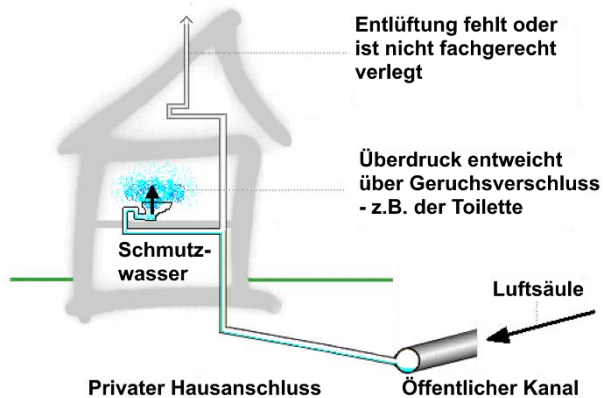 Entlüftung fehlt oder
ist nicht fachgerecht
verlegt
Überdruck entweicht
über Geruchsverschluss
- z.B. der Toilette
Schmutz-
wasser
Luftsäule
Privater Hausanschluss
Öffentlicher Kanal